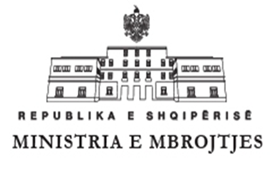 REPUBLIKA E SHQIPËRISË
MINISTRIA E MBROJTJES